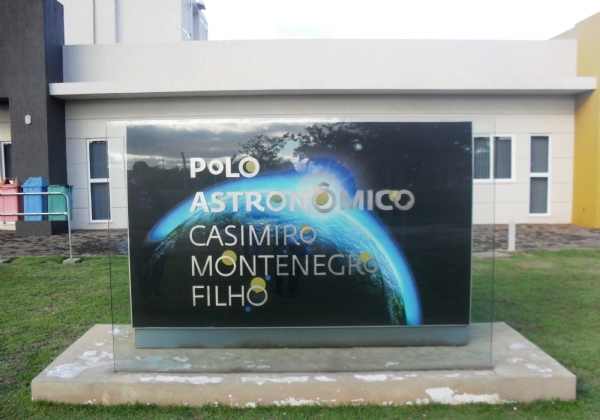 POLO
ASTRONÔMICO
CASIMIRO
MONTENEGRO
FILHO